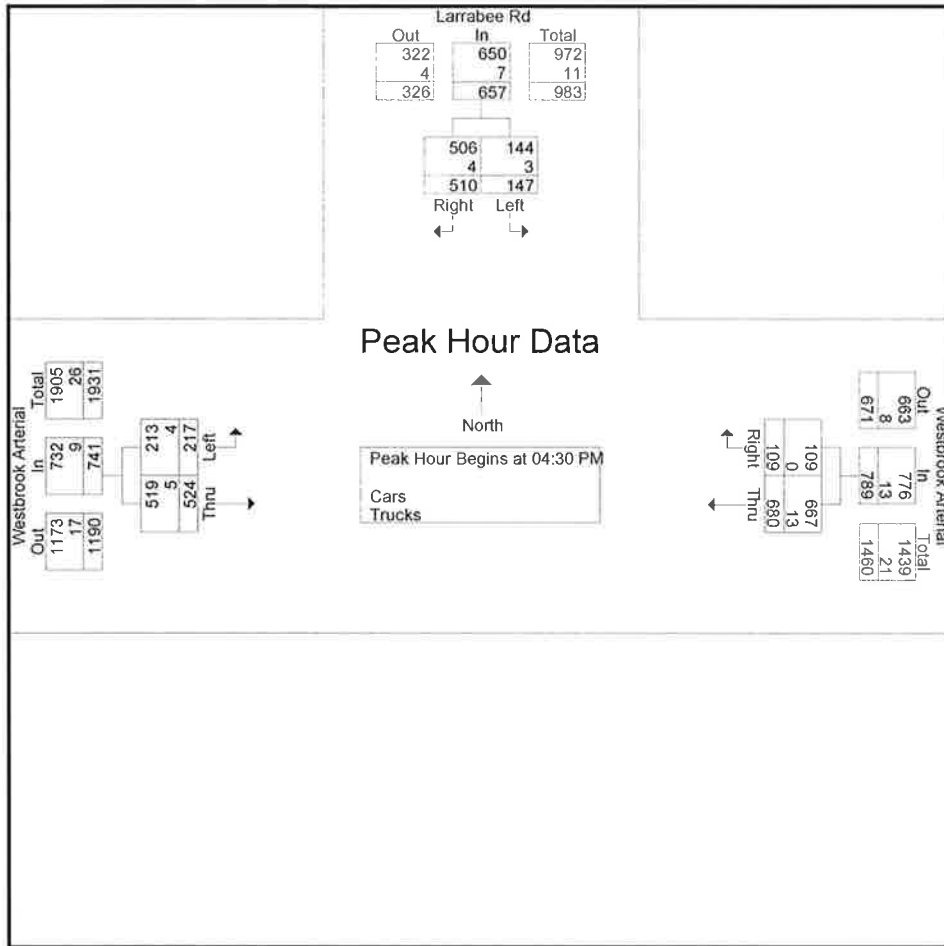 Larrabee Rd
Out In Total
322 650 972
4 7 11
326 657 983
506 144
4 3
510 147
Right Left
Peak Hour Data
North
Peak Hour Begins at 04:30 PM
Cars
Trucks
Westbrook Arterial
Total
1905
26
1931
In
732
9
741
Out
1173
17
1190
213
4
217
Left
519
5
524
Thru
Westbrook Arterial
Out
663
8
671
In
776
13
789
Total
1439
21
1460
109
0
109
Right
667
13
680
Thru